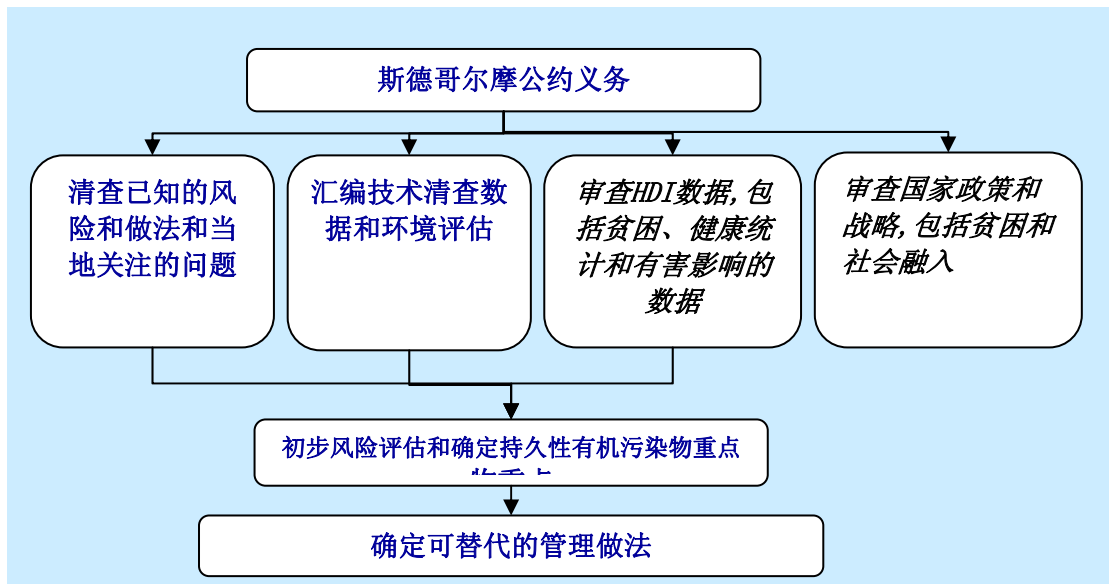 斯德哥尔摩公约义务
清查已知的风
险和做法和当
地关注的问题
汇编技术清查数
据和环境评估
审查HDI数据,包
括贫困、健康统
计和有害影响的
数据
审查国家政策和
战略,包括贫困和
社会融入
初步风险评估和确定持久性有机污染物重点
物重点
确定可替代的管理做法